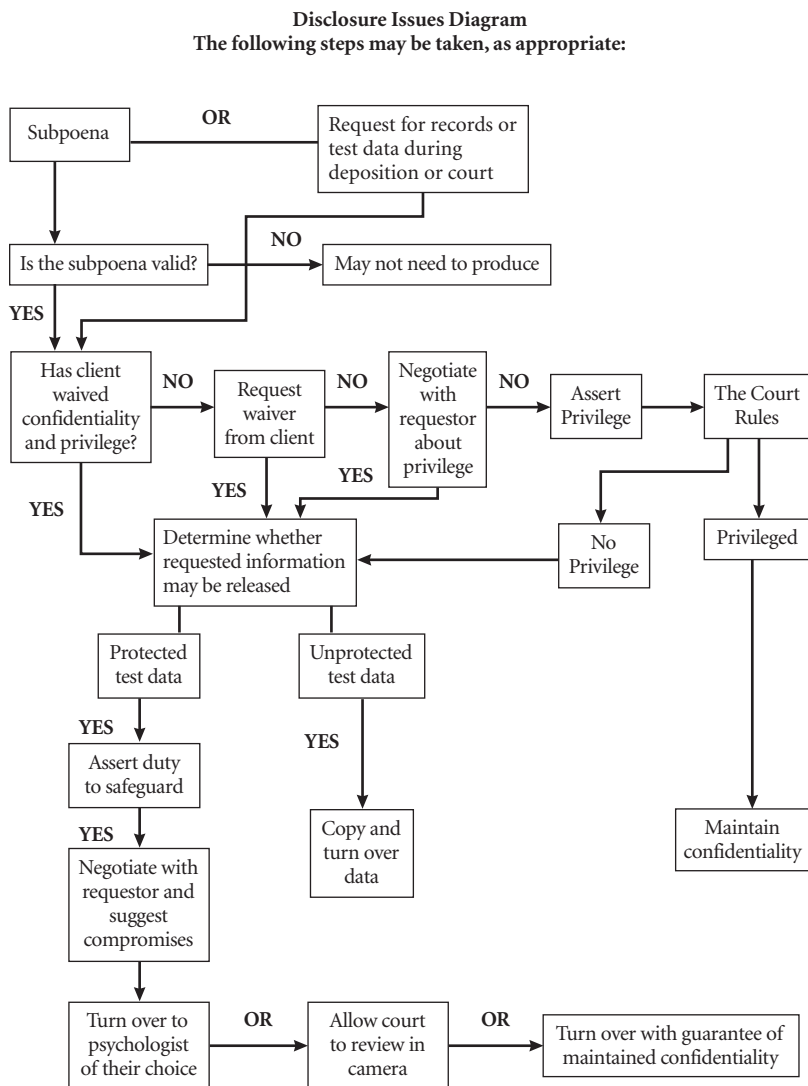 Disclosure Issues Diagram
The following steps may be taken, as appropriate:
Subpoena
OR
Request for records or
test data during
deposition or court
Is the subpoena valid?
NO
May not need to produce
YES
Has client
waived
confidentiality
and privilege?
NO
Request
waiver
from client
NO
Negotiate
with
requestor
about
privilege
NO
Assert
Privilege
The Court
Rules
YES
YES
YES
Determine whether
requested information
may be released
No
Privilege
Privileged
Protected
test data
Unprotected
test data
YES
YES
Assert duty
to safeguard
Copy and
turn over
data
Maintain
confidentiality
YES
Negotiate with
requestor and
suggest
compromises
Turn over to
psychologist
of their choice
OR
Allow court
to review in
camera
OR
Turn over with guarantee of
maintained confidentiality